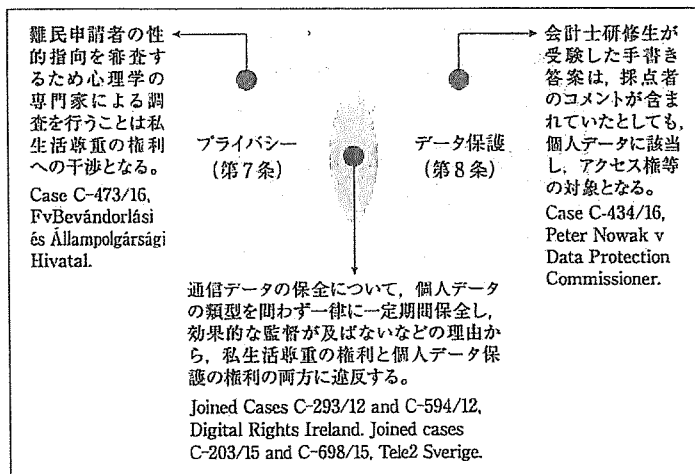 難民申請者の性
的指向を審査す
るため心理学の
専門家による調
査を行うことは私
生活尊重の権利
への干渉となる。
Case C-473/16,
FvBevándorlási
és Állampolgársági
Hivatal.
プライバシー
(第7条)
データ保護
(第8条)
会計士研修生が
受験した手書き
答案は，採点者
のコメントが含ま
れていたとしても，
個人データに該当
し，アクセス権等
の対象となる。
Case C-434/16,
Peter Nowak v
Data Protection
Commissioner.
通信データの保全について，個人データ
の類型を問わず一律に一定期間保全し，
効果的な監督が及ばないなどの理由か
ら，私生活尊重の権利と個人データ保
護の権利の両方に違反する。
Joined Cases C-293/12 and C-594/12,
Digital Rights Ireland. Joined cases
C-203/15 and C-698/15, Tele2 Sverige.